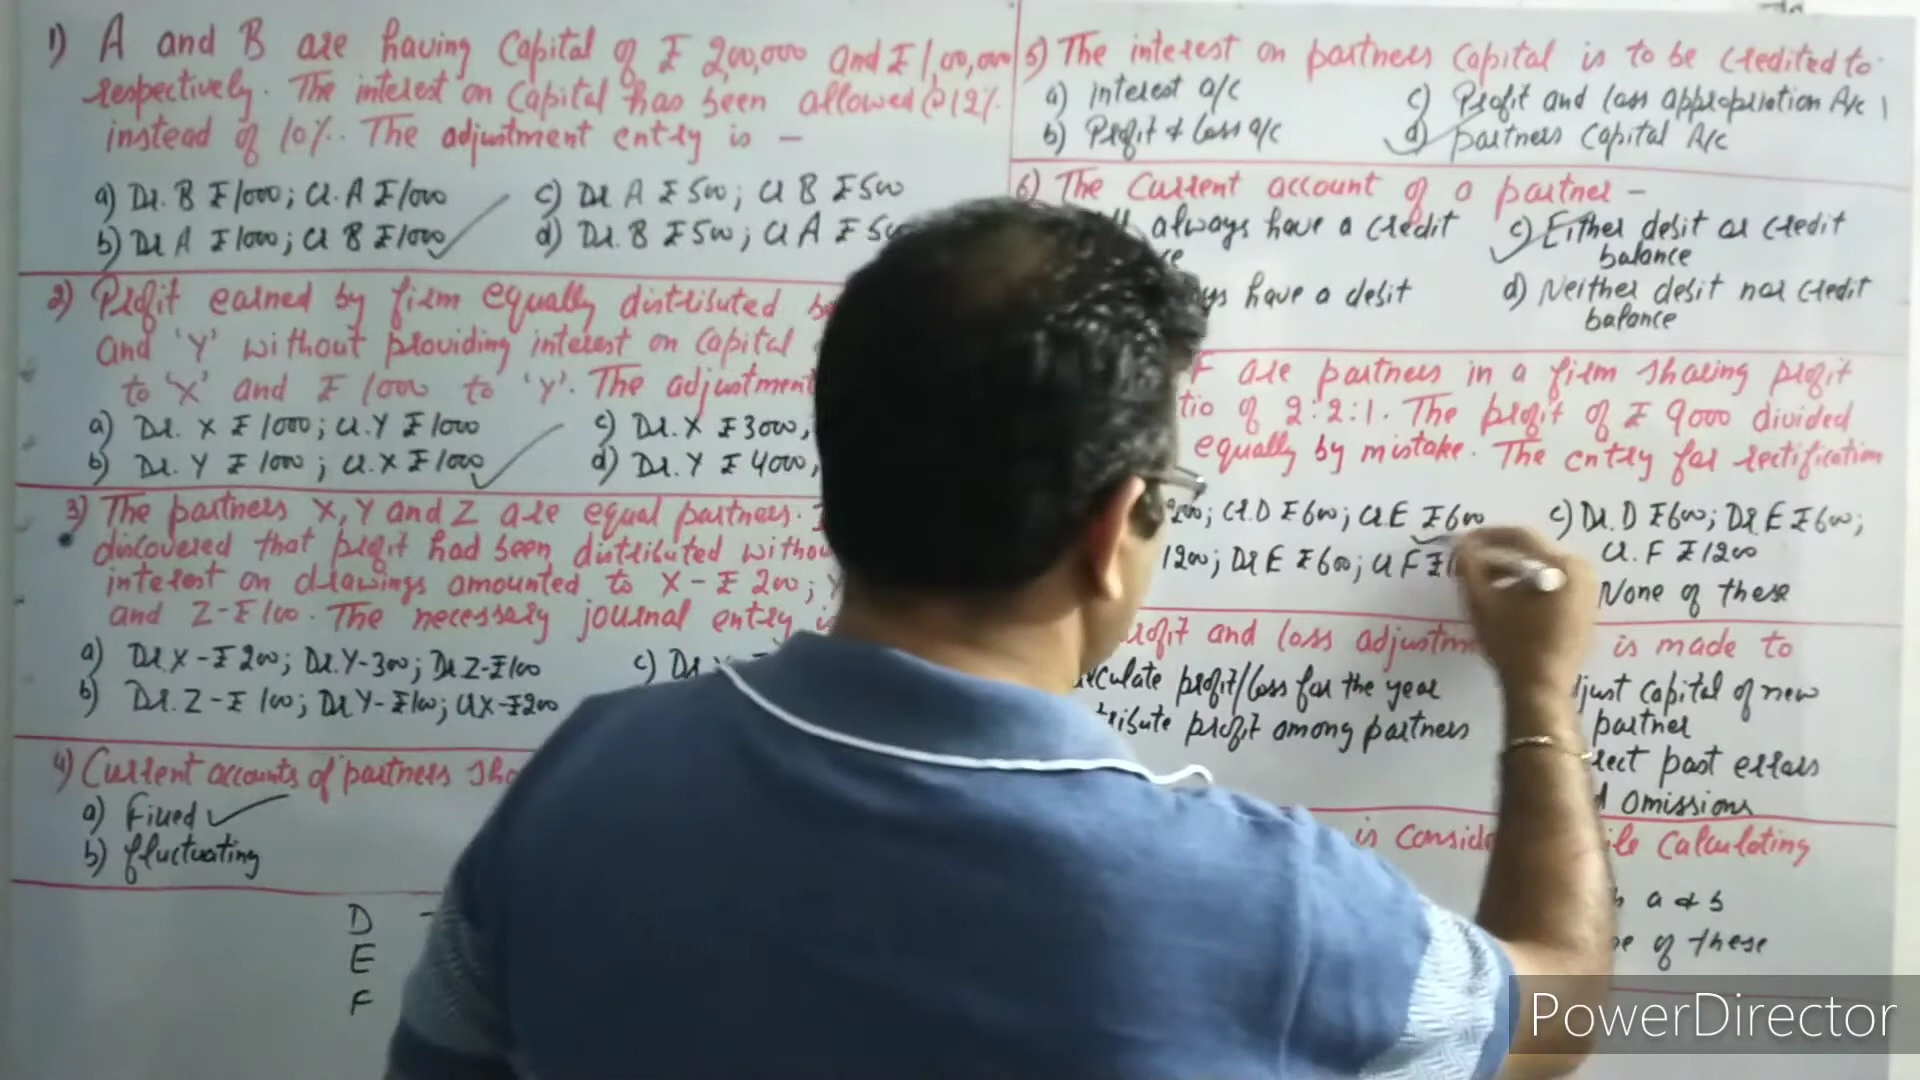 1) A and B are having Capital of ₹ 2,00,000 and ₹ 1,00,000
respectively. The interest on Capital has been allowed @ 12%
instead of 10%. The adjustment entry is –
a) Dr. B ₹1000; Cr. A ₹1000
b) Dr A ₹1000; Cr B ₹1000
c) Dr A ₹500; Cr B ₹500
d) Dr. B ₹500; Cr A ₹
2) Profit earned by firm equally distributed
and 'Y' without providing interest on Capital
to 'X' and ₹ 1000 to 'Y'. The adjustment
a) Dr. X ₹1000; Cr. Y ₹1000
b) Dr. Y ₹1000; Cr. X ₹1000
c) Dr. X ₹3000,
d) Dr. Y ₹4000,
3) The partners X, Y and Z are equal partners.
discovered that profit had been distributed
interest on drawings amounted to X-₹200;
and Z-₹100. The necessary journal entry
a) Dr. X-₹200; Dr. Y-300; Dr Z-₹100
b) Dr. Z-₹100; Dr Y-₹100; Cr X-₹200
c) Dr
4) Current accounts of partners
a) Fixed
b) fluctuating
D
E
F
5) The interest on partners Capital is to be credited to
a) Interest a/c
b) Profit & Loss a/c
c) Profit and loss appropriation A/c
d) partners Capital A/c
6) The Current account of a partner –
always have a credit
have a debit
c) Either debit or credit
balance
d) Neither debit nor credit
balance
F are partners in a firm sharing profit
of 2:2:1. The profit of ₹ 9000 divided
equally by mistake. The entry for rectification
Cr. D ₹600; Cr. E ₹600
1200; Dr E ₹600; Cr F
c) Dr. D ₹600; Dr. E ₹600;
Cr. F ₹1200
None of these
and loss is made to
profit/loss for the year
profit among partners
capital of new
partner
past errors
omissions
is Calculating
a & b
of these
PowerDirector